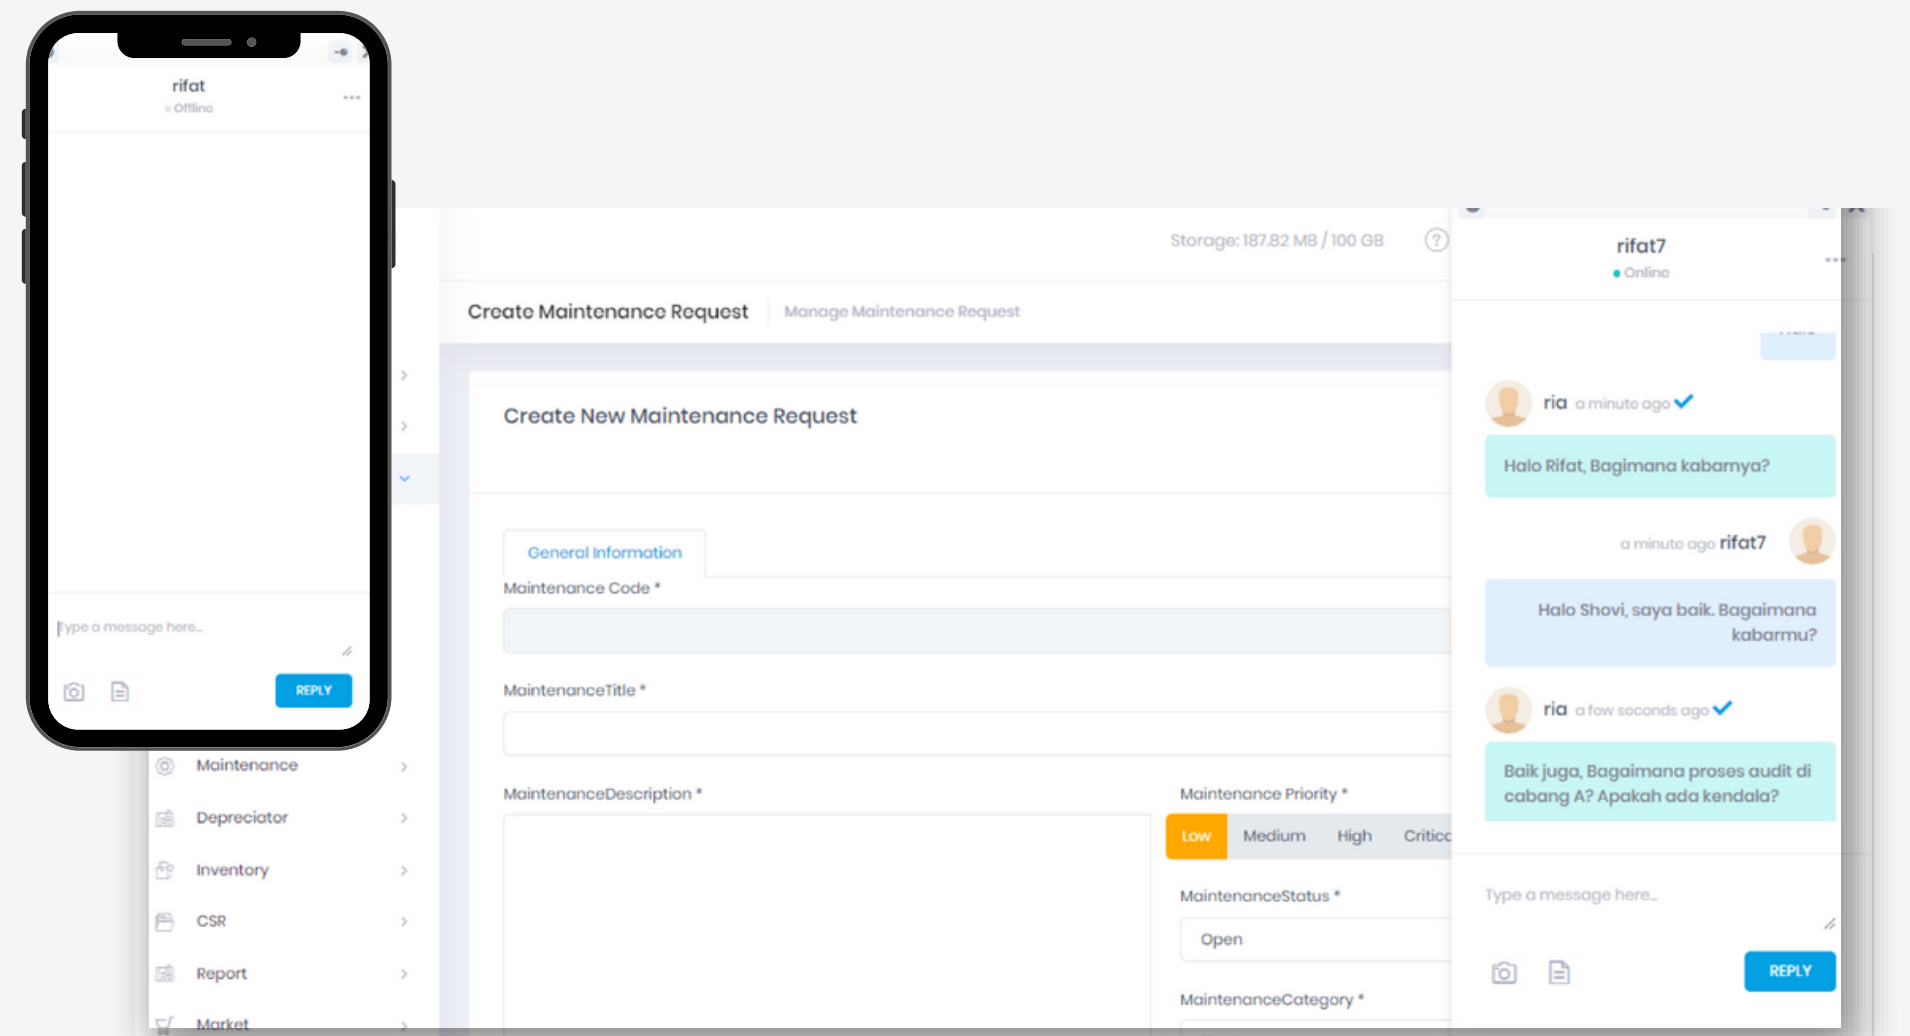 rifat
Offline
Type a message here...
REPLY
Storage: 187.82 MB / 100 GB
Create Maintenance Request
Manage Maintenance Request
Create New Maintenance Request
General Information
Maintenance Code *
MaintenanceTitle *
MaintenanceDescription *
Maintenance Priority *
Low Medium High
MaintenanceStatus *
Open
MaintenanceCategory *
Maintenance
Depreciator
Inventory
CSR
Report
Market
rifat7
Online
ria a minute ago
Halo Rifat, Bagimana kabarnya?
a minute ago rifat7
Halo Shovi, saya baik. Bagaimana
kabarmu?
ria a few seconds ago
Baik juga, Bagaimana proses audit di
cabang A? Apakah ada kendala?
Type a message here...
REPLY